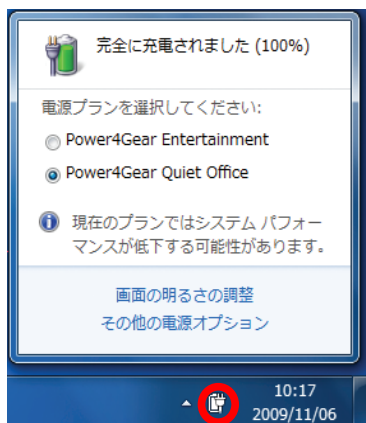 完全に充電されました (100%)
電源プランを選択してください:
Power4Gear Entertainment
Power4Gear Quiet Office
現在のプランではシステム パフォー
マンスが低下する可能性があります。
画面の明るさの調整
その他の電源オプション
10:17
2009/11/06